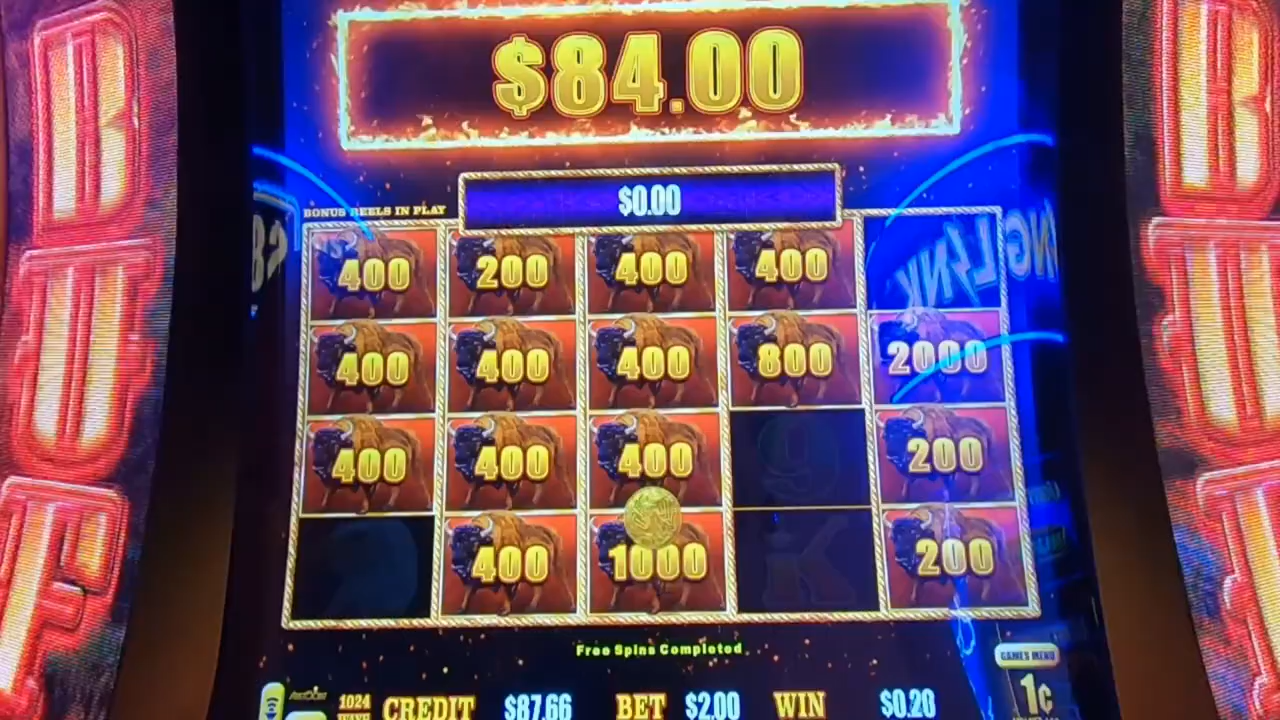 $84.00
$0.00
BONUS REELS IN PLAY
400 200 400 400
400 400 400 800 2000
400 400 400 200
400 1000 200
Free Spins Completed
GAMES MENU
1024 CREDIT $87.66 BET $2.00 WIN $0.20 1¢